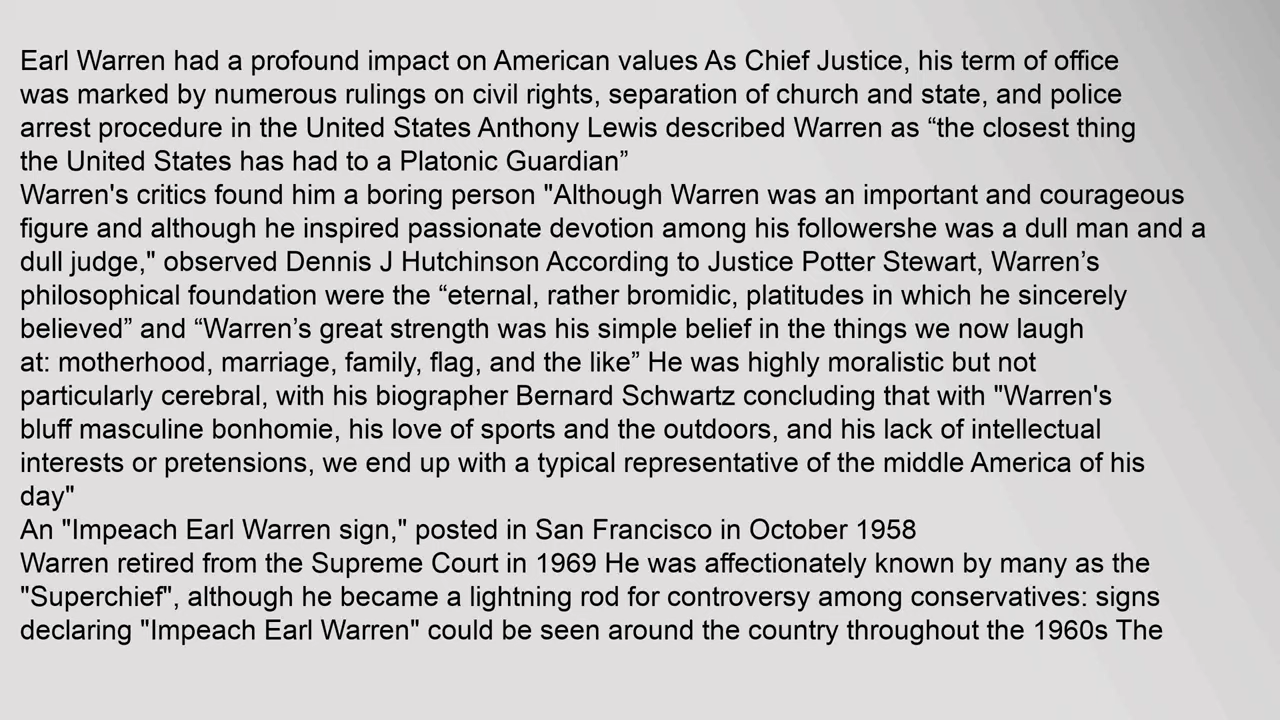 Earl Warren had a profound impact on American values As Chief Justice, his term of office
was marked by numerous rulings on civil rights, separation of church and state, and police
arrest procedure in the United States Anthony Lewis described Warren as “the closest thing
the United States has had to a Platonic Guardian”
Warren's critics found him a boring person "Although Warren was an important and courageous
figure and although he inspired passionate devotion among his followershe was a dull man and a
dull judge," observed Dennis J Hutchinson According to Justice Potter Stewart, Warren’s
philosophical foundation were the “eternal, rather bromidic, platitudes in which he sincerely
believed” and “Warren’s great strength was his simple belief in the things we now laugh
at: motherhood, marriage, family, flag, and the like” He was highly moralistic but not
particularly cerebral, with his biographer Bernard Schwartz concluding that with "Warren's
bluff masculine bonhomie, his love of sports and the outdoors, and his lack of intellectual
interests or pretensions, we end up with a typical representative of the middle America of his
day"
An "Impeach Earl Warren sign," posted in San Francisco in October 1958
Warren retired from the Supreme Court in 1969 He was affectionately known by many as the
"Superchief", although he became a lightning rod for controversy among conservatives: signs
declaring "Impeach Earl Warren" could be seen around the country throughout the 1960s The